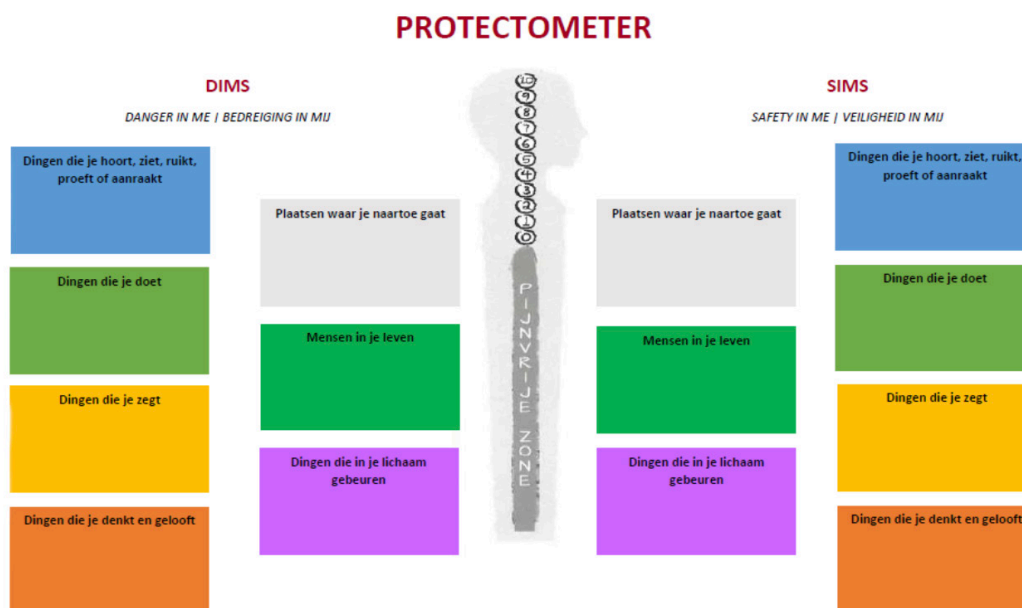 PROTECTOMETER
DIMS
DANGER IN ME | BEDREIGING IN MIJ
Dingen die je hoort, ziet, ruikt,
proeft of aanraakt
Dingen die je doet
Dingen die je zegt
Dingen die je denkt en gelooft
Plaatsen waar je naartoe gaat
Mensen in je leven
Dingen die in je lichaam
gebeuren
10
9
8
7
6
5
4
3
2
1
0
PIJNVRIJE ZONE
SIMS
SAFETY IN ME | VEILIGHEID IN MIJ
Plaatsen waar je naartoe gaat
Mensen in je leven
Dingen die in je lichaam
gebeuren
Dingen die je hoort, ziet, ruikt,
proeft of aanraakt
Dingen die je doet
Dingen die je zegt
Dingen die je denkt en gelooft